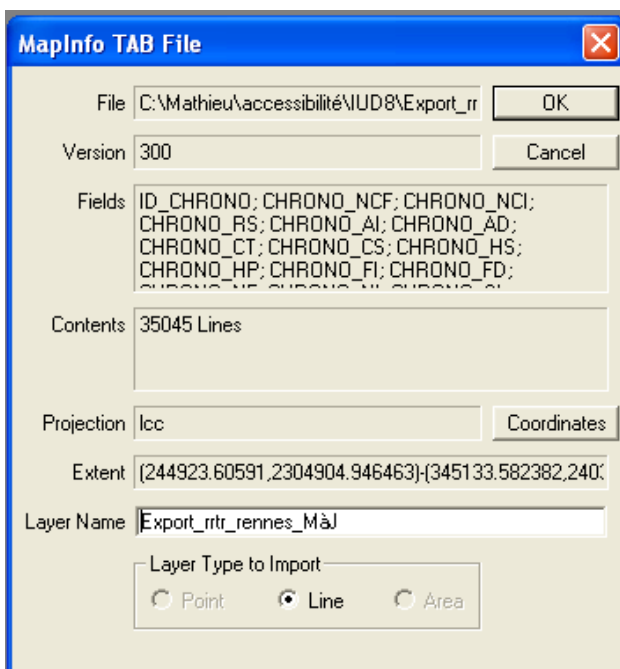 MapInfo TAB File
File C:\Mathieu\accessibilité\IUD8\Export_rr OK
Version 300 Cancel
Fields ID_CHRONO; CHRONO_NCF; CHRONO_NCI;
CHRONO_RS; CHRONO_AI; CHRONO_AD;
CHRONO_CT; CHRONO_CS; CHRONO_HS;
CHRONO_HP; CHRONO_FI; CHRONO_FD;
Contents 35045 Lines
Projection lcc Coordinates
Extent (244923.60591,2304904.946463)-(345133.582382,240
Layer Name Export_rrtr_rennes_MàJ
Layer Type to Import
Point Line Area